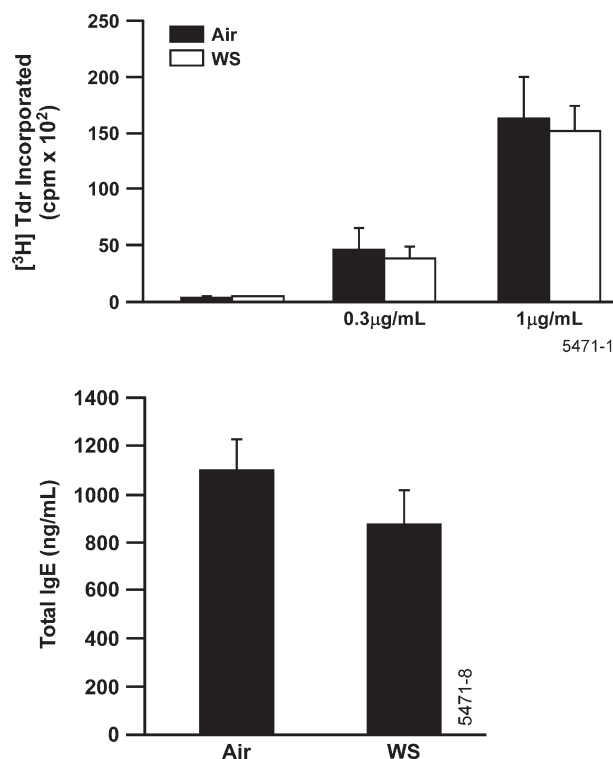 250
200
150
100
50
0
[³H] Tdr Incorporated
(cpm x 10²)
Air
WS
0.3µg/mL
1µg/mL
5471-1
1400
1200
1000
800
600
400
200
0
Total IgE (ng/mL)
5471-8
Air
WS